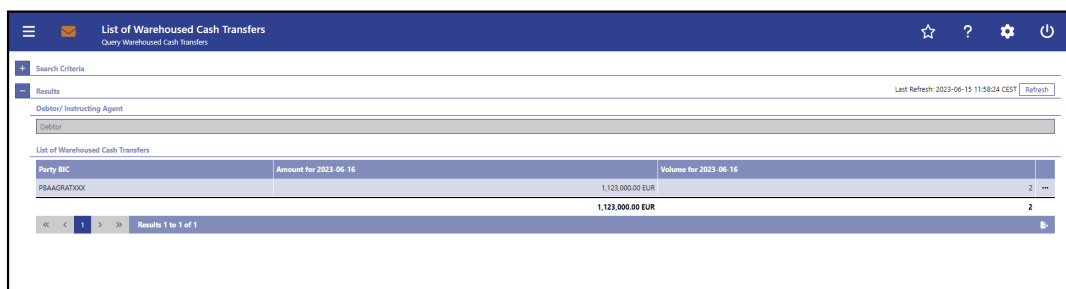 List of Warehoused Cash Transfers
Query Warehoused Cash Transfers
?
+ Search Criteria
− Results Last Refresh: 2023-06-15 11:58:24 CEST Refresh
Debtor/ Instructing Agent
Debtor
List of Warehoused Cash Transfers
Party BIC Amount for 2023-06-16 Volume for 2023-06-16
PBAAGRATXXX 1,123,000.00 EUR 2 ...
1,123,000.00 EUR 2
« < 1 > » Results 1 to 1 of 1